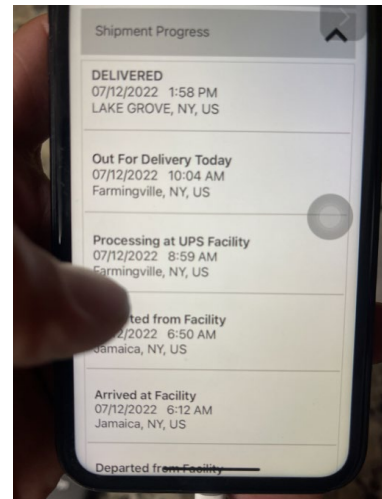 Shipment Progress
DELIVERED
07/12/2022 1:58 PM
LAKE GROVE, NY, US
Out For Delivery Today
07/12/2022 10:04 AM
Farmingville, NY, US
Processing at UPS Facility
07/12/2022 8:59 AM
Farmingville, NY, US
ted from Facility
2/2022 6:50 AM
Jamaica, NY, US
Arrived at Facility
07/12/2022 6:12 AM
Jamaica, NY, US
Departed from Facility